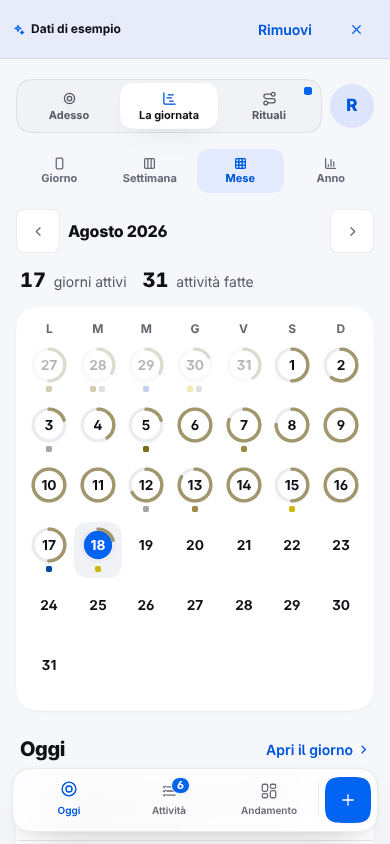 Dati di esempio Rimuovi
Adesso La giornata Rituali R
Giorno Settimana Mese Anno
Agosto 2026
17 giorni attivi 31 attività fatte
L M M G V S D
27 28 29 30 31 1 2
3 4 5 6 7 8 9
10 11 12 13 14 15 16
17 18 19 20 21 22 23
24 25 26 27 28 29 30
31
Oggi Apri il giorno
6
Oggi Attività Andamento